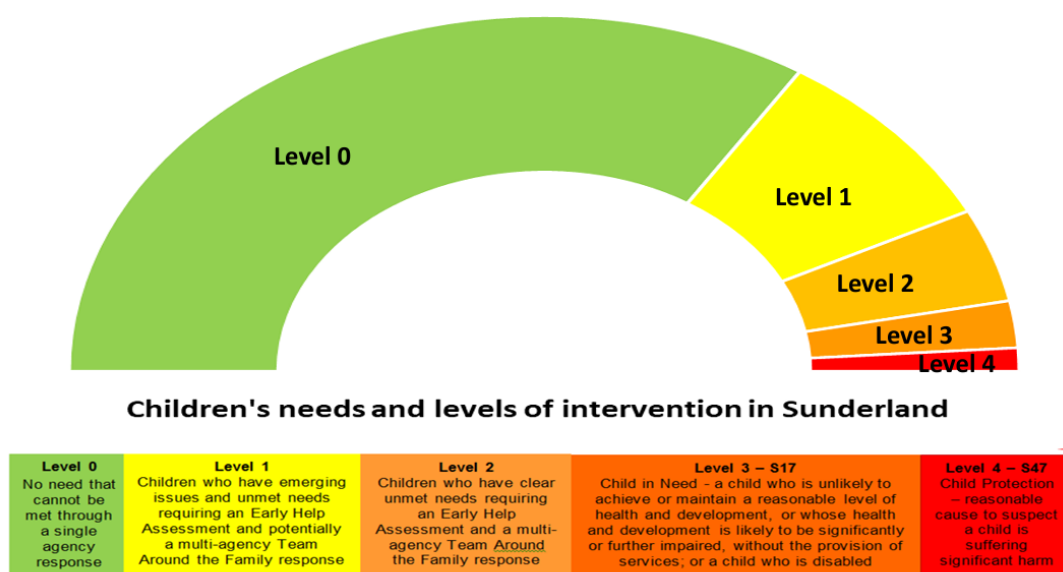 Level 0
Level 1
Level 2
Level 3
Level 4
Children's needs and levels of intervention in Sunderland
Level 0
No need that
cannot be
met through
a single
agency
response
Level 1
Children who have emerging
issues and unmet needs
requiring an Early Help
Assessment and potentially
a multi-agency Team
Around the Family response
Level 2
Children who have clear
unmet needs requiring
an Early Help
Assessment and a multi-
agency Team Around
the Family response
Level 3 – S17
Child in Need - a child who is unlikely to
achieve or maintain a reasonable level of
health and development, or whose health
and development is likely to be significantly
or further impaired, without the provision of
services; or a child who is disabled
Level 4 – S47
Child Protection
– reasonable
cause to suspect
a child is
suffering
significant harm